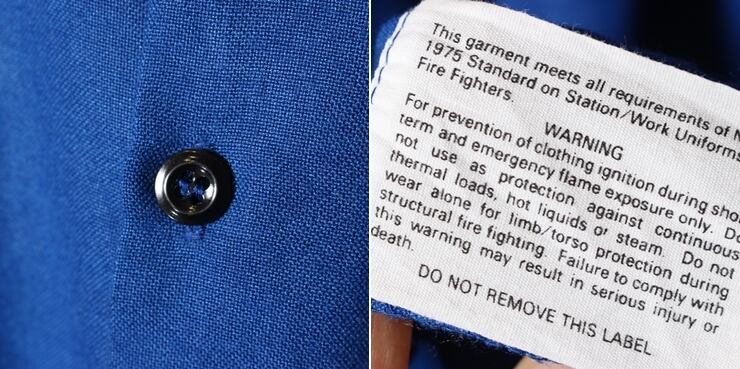 This garment meets all requirements of
1975 Standard on Station/Work Uniforms
Fire Fighters.
WARNING
For prevention of clothing ignition during
term and emergency flame exposure only.
not use as protection against continuous
thermal loads, hot liquids or steam. Do not
wear alone for limb/torso protection during
structural fire fighting. Failure to comply with
this warning may result in serious injury or
death.
DO NOT REMOVE THIS LABEL